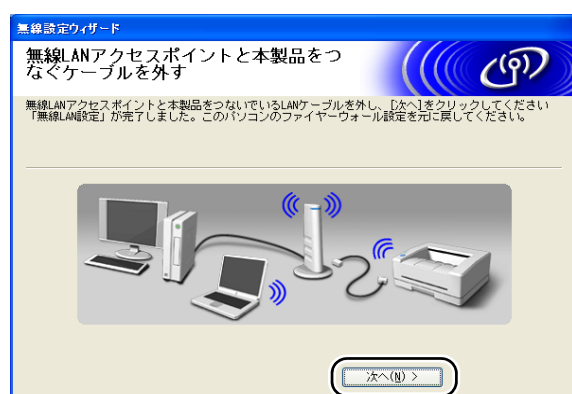 無線設定ウィザード
無線LANアクセスポイントと本製品をつ
なぐケーブルを外す
無線LANアクセスポイントと本製品をつないでいるLANケーブルを外し、[次へ]をクリックしてください
「無線LAN設定」が完了しました。このパソコンのファイヤーウォール設定を元に戻してください。
次へ(N) >